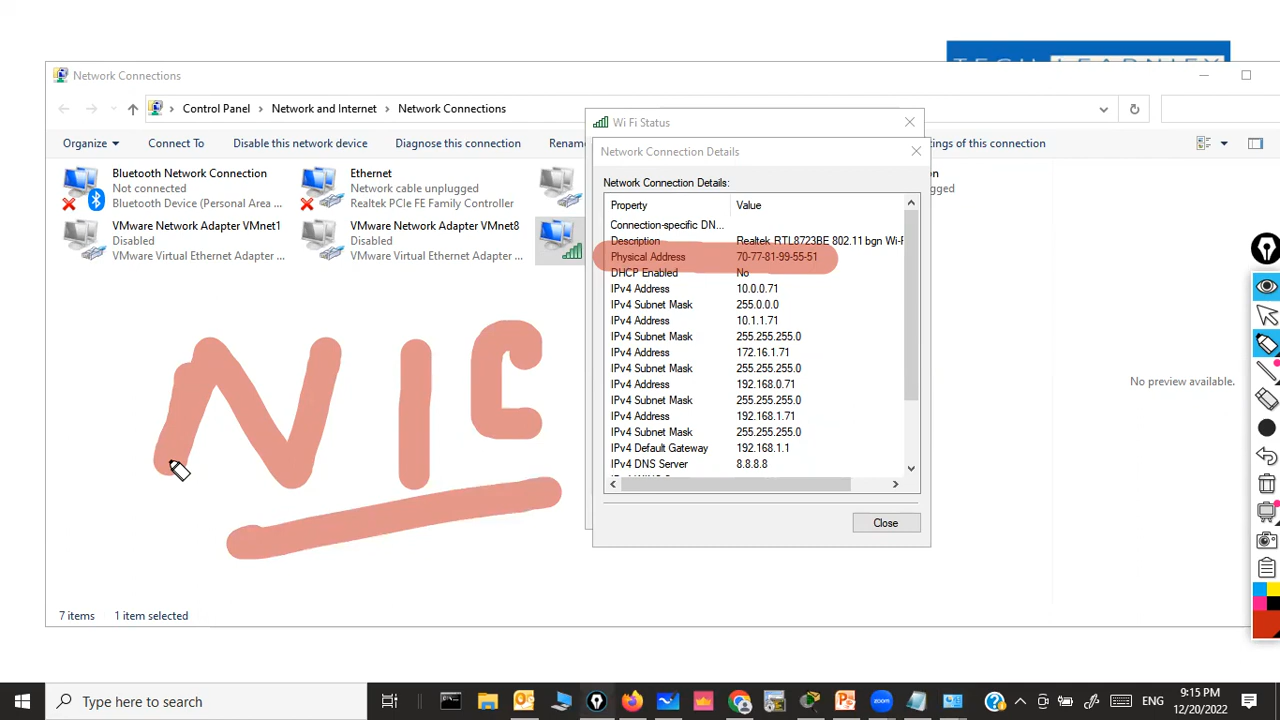 TECH LEARNIEX
Network Connections
Control Panel > Network and Internet > Network Connections
Organize Connect To Disable this network device Diagnose this connection Rename
Bluetooth Network Connection
Not connected
Bluetooth Device (Personal Area ...
Ethernet
Network cable unplugged
Realtek PCIe FE Family Controller
VMware Network Adapter VMnet1
Disabled
VMware Virtual Ethernet Adapter ...
VMware Network Adapter VMnet8
Disabled
VMware Virtual Ethernet Adapter ...
NIC
Wi Fi Status
Network Connection Details
Network Connection Details:
Property Value
Connection-specific DN...
Description Realtek RTL8723BE 802.11 bgn Wi-F
Physical Address 70-77-81-99-55-51
DHCP Enabled No
IPv4 Address 10.0.0.71
IPv4 Subnet Mask 255.0.0.0
IPv4 Address 10.1.1.71
IPv4 Subnet Mask 255.255.255.0
IPv4 Address 172.16.1.71
IPv4 Subnet Mask 255.255.255.0
IPv4 Address 192.168.0.71
IPv4 Subnet Mask 255.255.255.0
IPv4 Address 192.168.1.71
IPv4 Subnet Mask 255.255.255.0
IPv4 Default Gateway 192.168.1.1
IPv4 DNS Server 8.8.8.8
Close
tings of this connection
on
nplugged
No preview available.
7 items 1 item selected
Type here to search
zoom
ENG
9:15 PM
12/20/2022